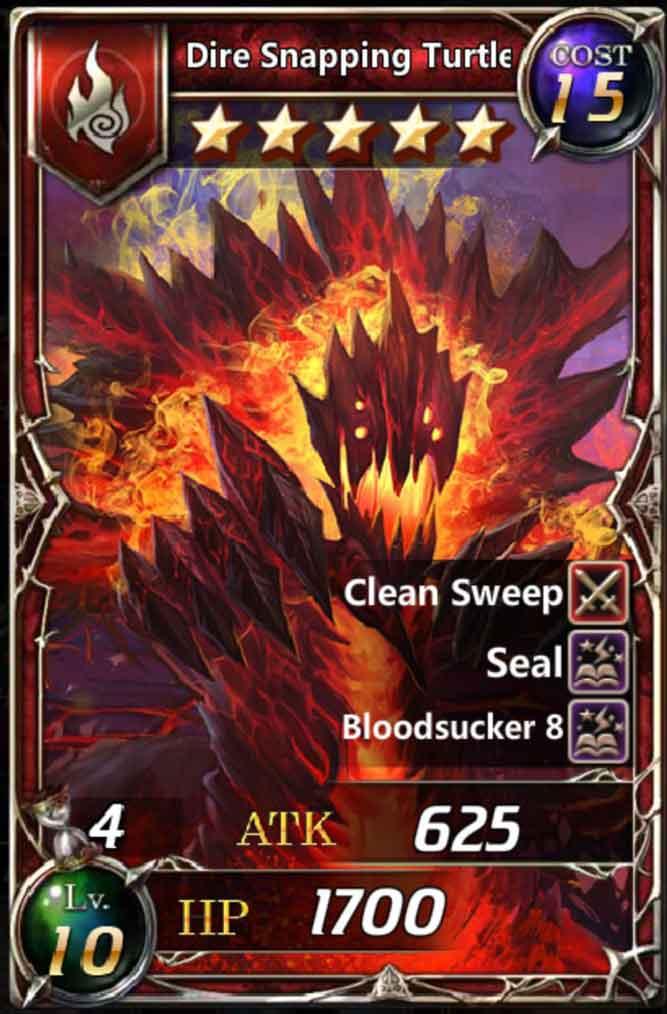 Dire Snapping Turtle
COST
15
Clean Sweep
Seal
Bloodsucker 8
4
ATK 625
Lv.
10
HP 1700